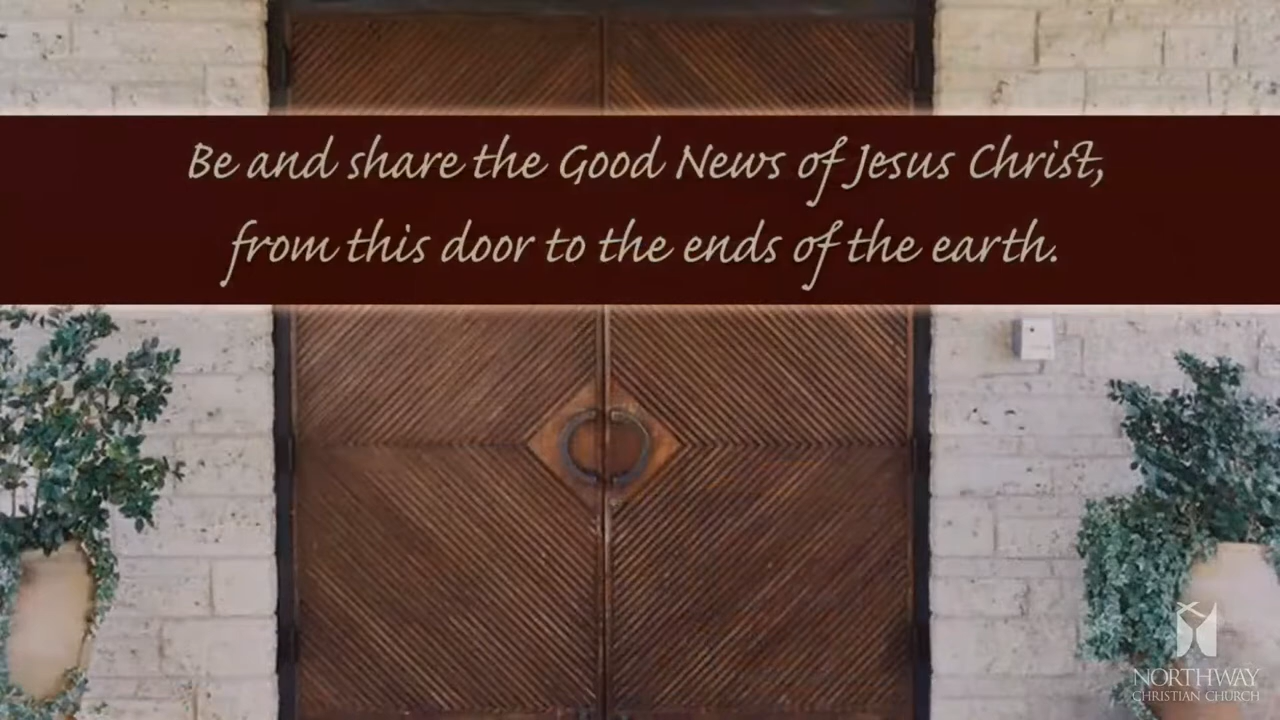 Be and share the Good News of Jesus Christ,
from this door to the ends of the earth.
NORTHWAY
CHRISTIAN CHURCH